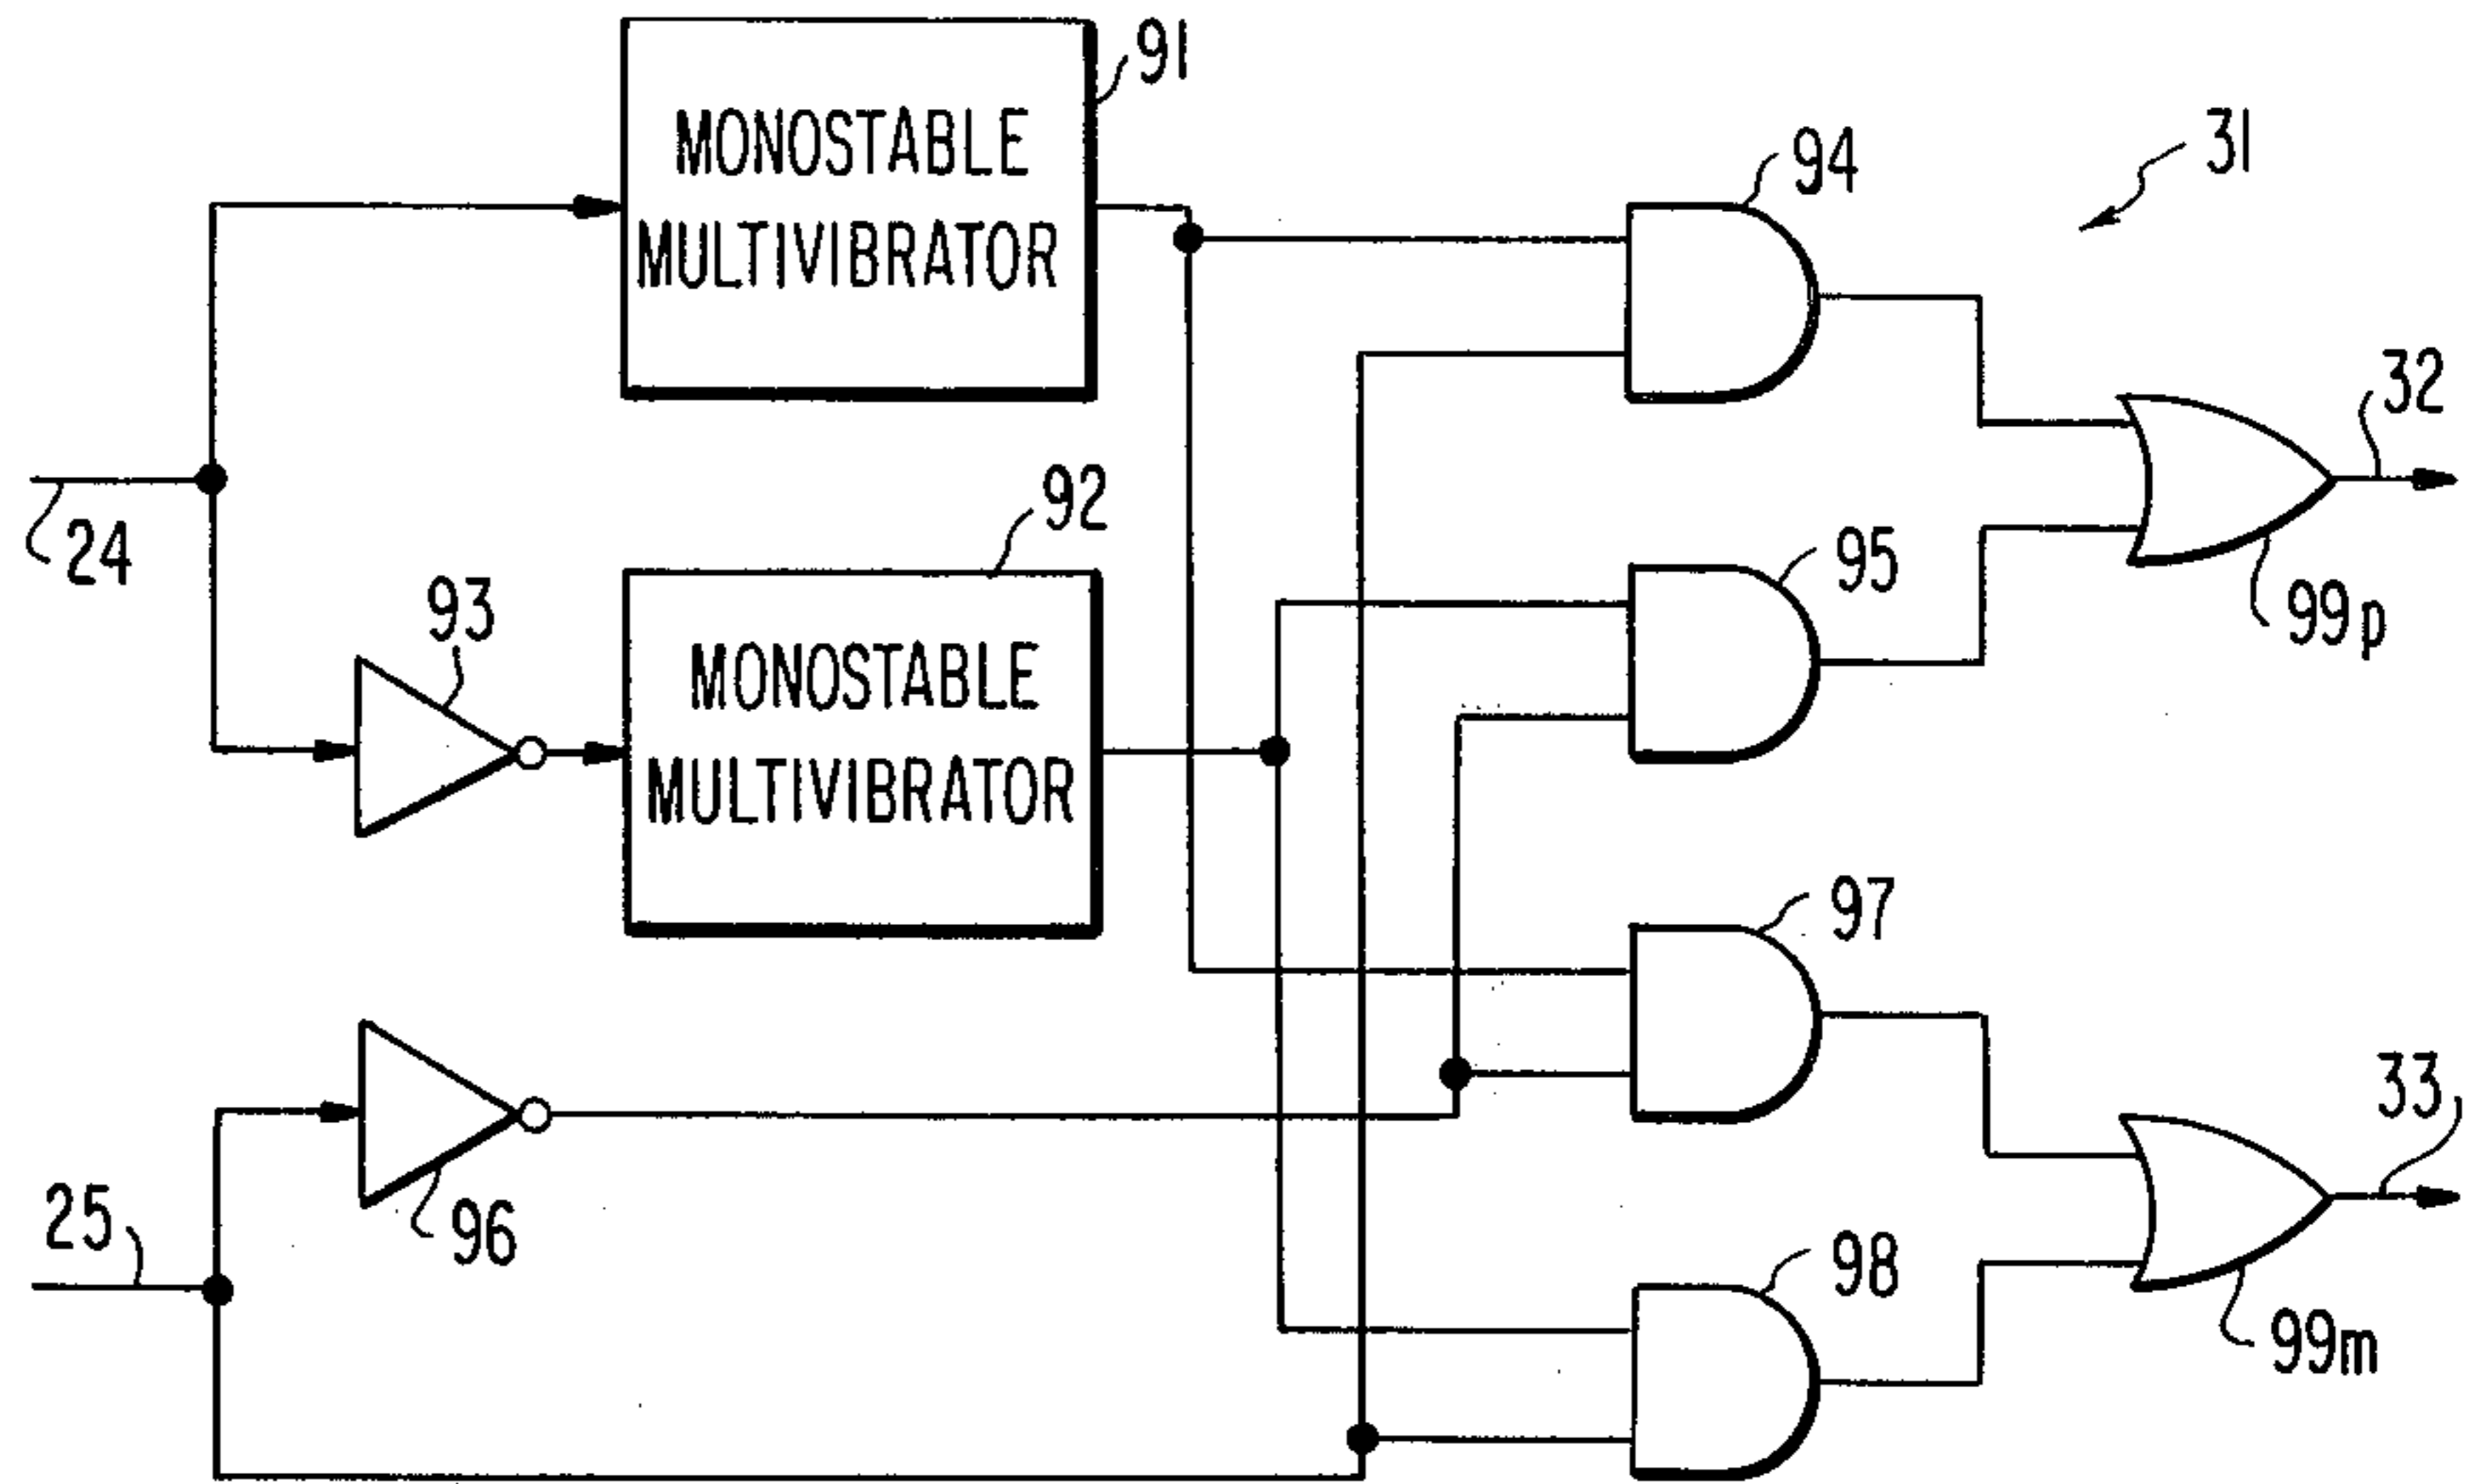 91
MONOSTABLE
MULTIVIBRATOR
94
31
24
93
92
MONOSTABLE
MULTIVIBRATOR
95
32
99p
97
25
96
98
33
99m